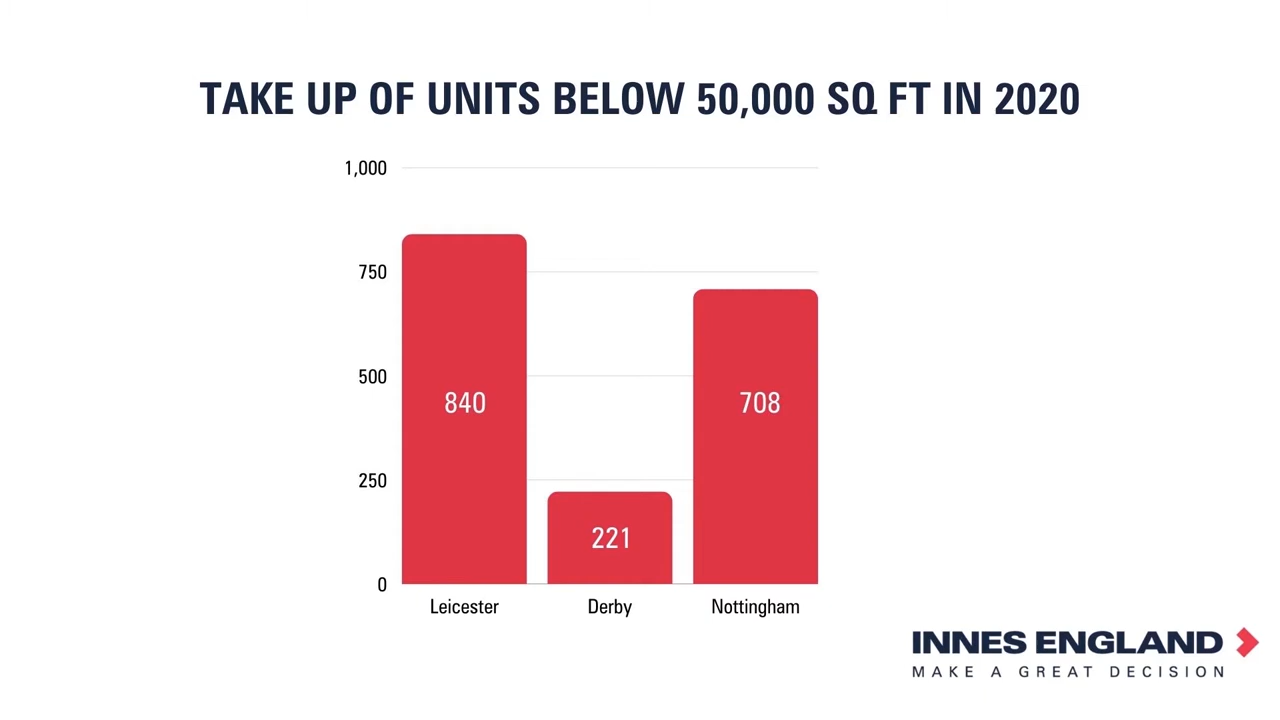 TAKE UP OF UNITS BELOW 50,000 SQ FT IN 2020
1,000
750
500
250
0
840
221
708
Leicester Derby Nottingham
INNES ENGLAND
MAKE A GREAT DECISION